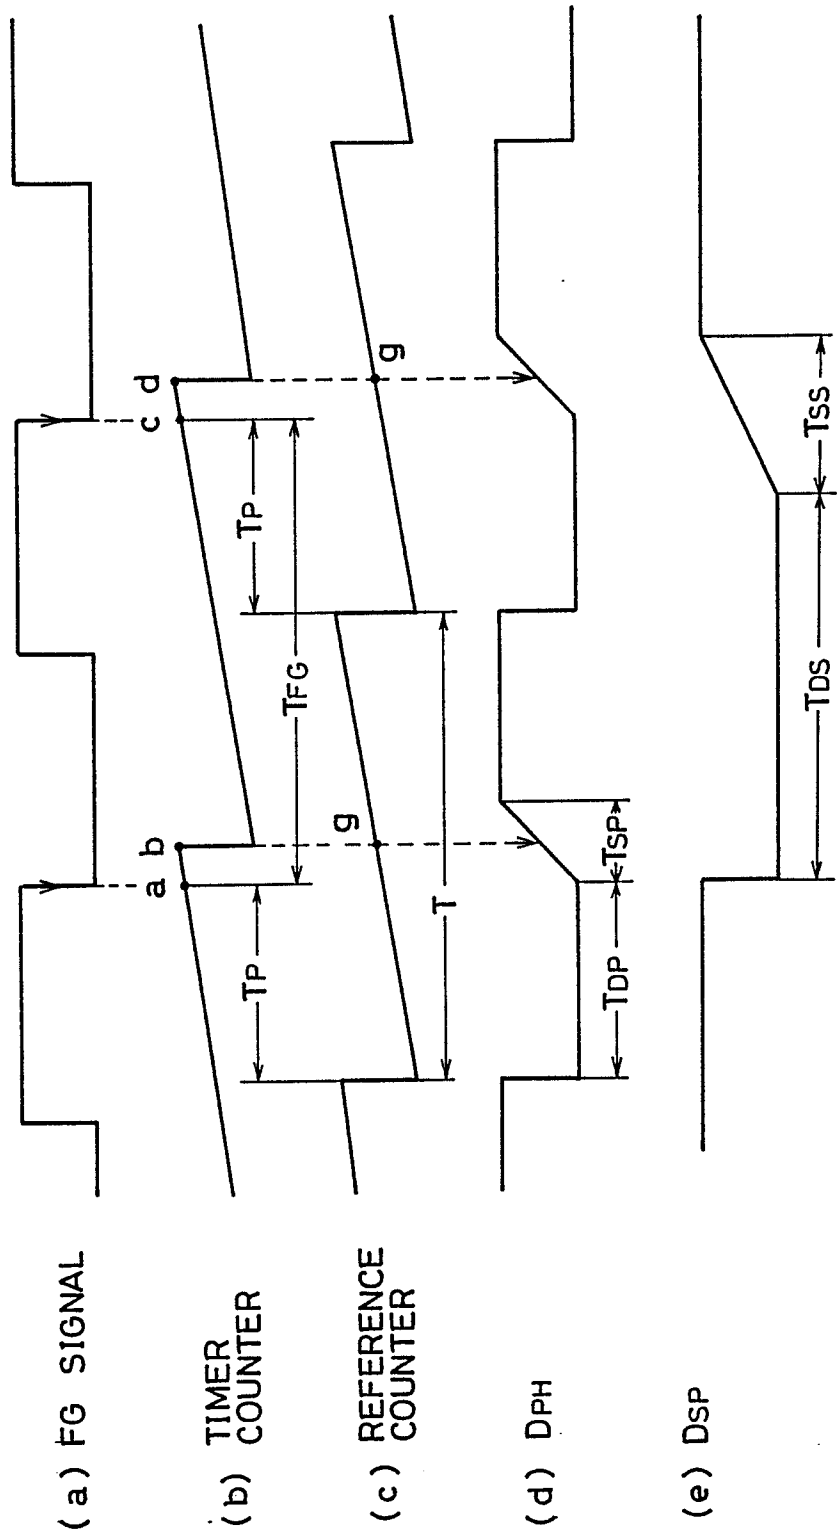 (a) FG SIGNAL
a
b
c
d
(b) TIMER
COUNTER
TP
TFG
TP
(c) REFERENCE
COUNTER
g
g
T
(d) DPH
TDP
TSP
(e) DSP
TDS
TSS